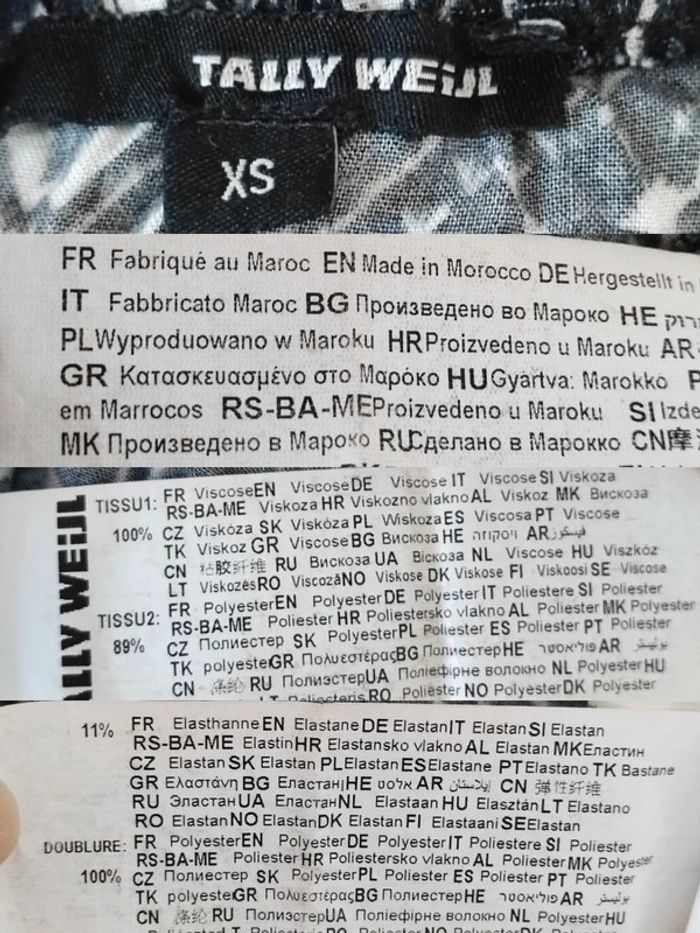 TALLY WEiJL
XS
FR Fabriqué au Maroc EN Made in Morocco DE Hergestellt in
IT Fabbricato Maroc BG Произведено во Мароко HE
PL Wyproduowano w Maroku HR Proizvedeno u Maroku AR
GR Κατασκευασμένο στο Μαρόκο HU Gyártva: Marokkó
em Marrocos RS-BA-ME Proizvedeno u Maroku SI Izde
MK Произведено в Мароко RU Сделано в Марокко CN 摩
TALLY WEiJL
TISSU1: FR Viscose EN Viscose DE Viscose IT Viscose SI Viskoza
RS-BA-ME Viskoza HR Viskozno vlakno AL Viskoz MK Вискоза
100% CZ Viskóza SK Viskóza PL Wiskoza ES Viscosa PT Viscose
TK Viskoz GR Viscose BG Вискоза HE ויסקוזה AR فيسكوز
CN 粘胶纤维 RU Вискоза UA Віскоза NL Viscose HU Viszkóz
LT Viskozės RO Viscoză NO Viskose DK Viskose FI Viskoosi SE Viscose
TISSU2: FR Polyester EN Polyester DE Polyester IT Poliestere SI Poliester
RS-BA-ME Poliester HR Poliestersko vlakno AL Poliester MK Polyester
89% CZ Полиестер SK Polyester PL Poliester ES Poliester PT Poliester
TK polyester GR Πολυεστέρας BG Полиестер HE פוליאסטר AR بوليستر
CN 涤纶 RU Полиэстер UA Поліефірне волокно NL Polyester HU
RO Poliester NO Polyester DK Polyester
11% FR Elasthanne EN Elastane DE Elastan IT Elastan SI Elastan
RS-BA-ME Elastin HR Elastansko vlakno AL Elastan MK Еластин
CZ Elastan SK Elastan PL Elastan ES Elastane PT Elastano TK Bastane
GR Ελαστάνη BG Еластан HE אלסט AR إيلاستان CN 弹性纤维
RU Эластан UA Еластан NL Elastaan HU Elasztán LT Elastano
RO Elastan NO Elastan DK Elastan FI Elastaani SE Elastan
DOUBLURE: FR Polyester EN Polyester DE Polyester IT Poliestere SI Poliester
RS-BA-ME Poliester HR Poliestersko vlakno AL Poliester MK Polyester
100% CZ Полиестер SK Polyester PL Poliester ES Poliester PT Poliester
TK polyester GR Πολυεστέρας BG Полиестер HE פוליאסטר AR بوليستر
CN 涤纶 RU Полиэстер UA Поліефірне волокно NL Polyester HU